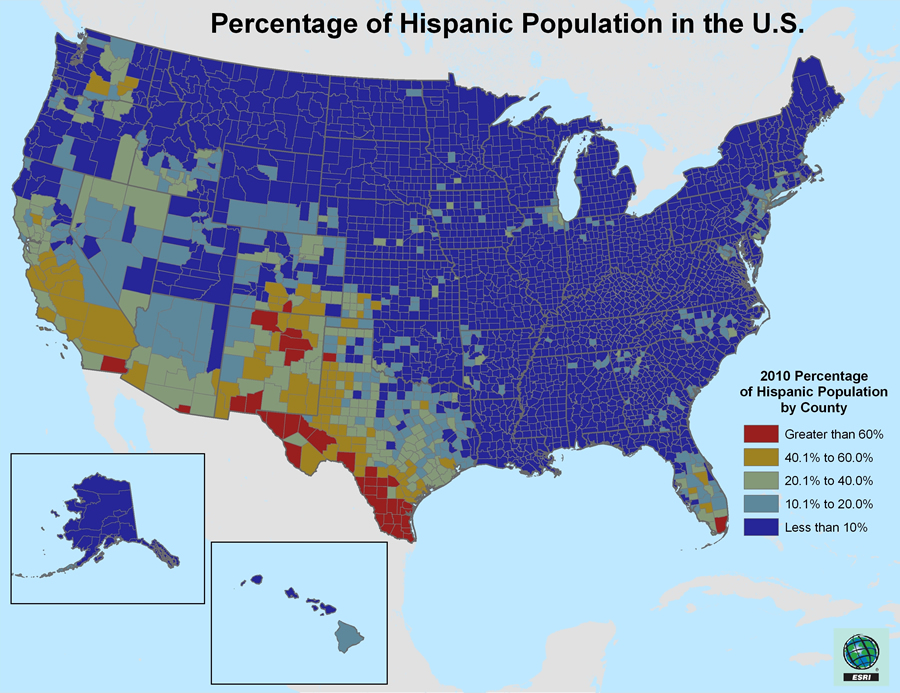 Percentage of Hispanic Population in the U.S.
2010 Percentage
of Hispanic Population
by County
Greater than 60%
40.1% to 60.0%
20.1% to 40.0%
10.1% to 20.0%
Less than 10%
ESRI